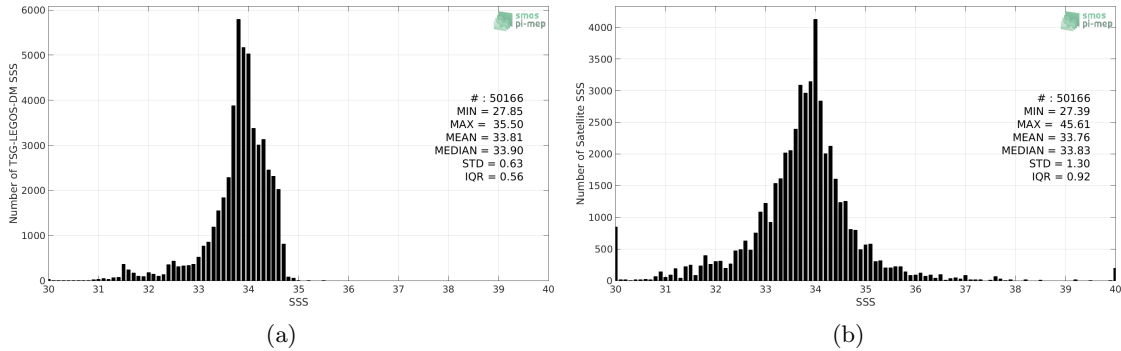 smos
pi-mep
6000
5000
4000
3000
2000
1000
0
Number of TSG-LEGOS-DM SSS
# : 50166
MIN = 27.85
MAX = 35.50
MEAN = 33.81
MEDIAN = 33.90
STD = 0.63
IQR = 0.56
30 31 32 33 34 35 36 37 38 39 40
SSS
(a)
smos
pi-mep
4000
3500
3000
2500
2000
1500
1000
500
0
Number of Satellite SSS
# : 50166
MIN = 27.39
MAX = 45.61
MEAN = 33.76
MEDIAN = 33.83
STD = 1.30
IQR = 0.92
30 31 32 33 34 35 36 37 38 39 40
SSS
(b)